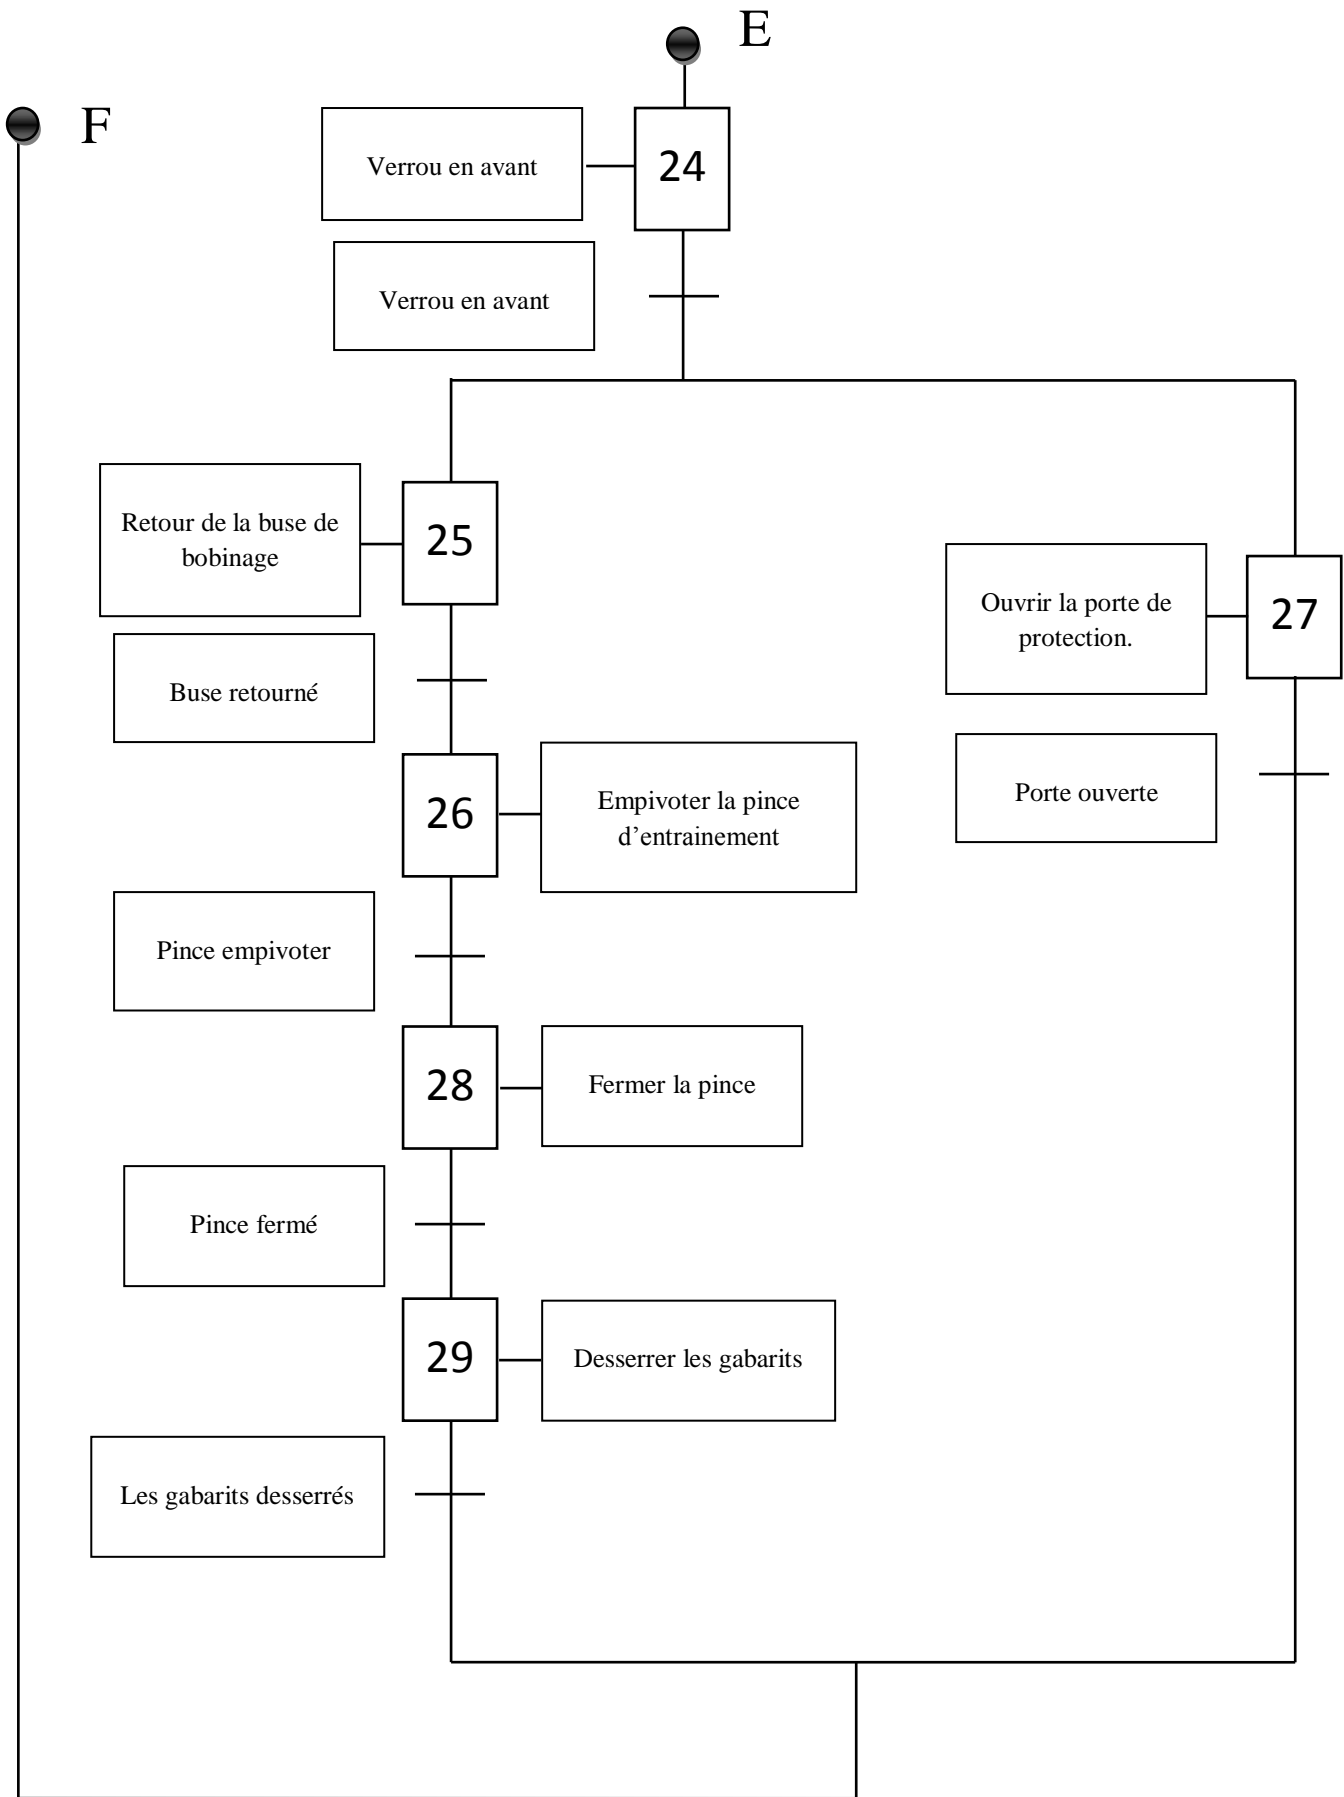 E
F
Verrou en avant
24
Verrou en avant
Retour de la buse de
bobinage
25
Ouvrir la porte de
protection.
27
Buse retourné
26
Empivoter la pince
d’entrainement
Porte ouverte
Pince empivoter
28
Fermer la pince
Pince fermé
29
Desserrer les gabarits
Les gabarits desserrés